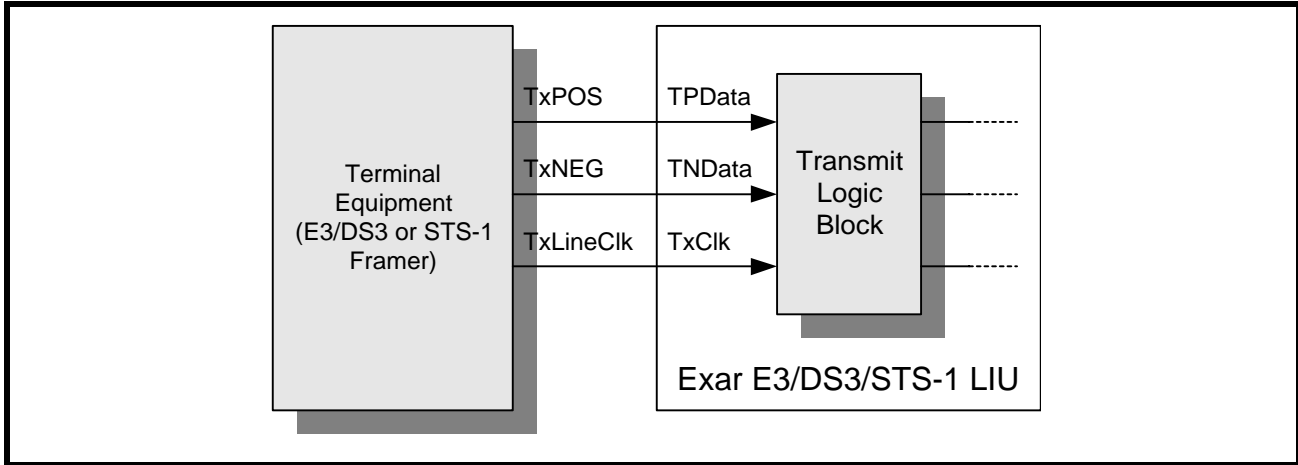 TxPOS
TPData
TxNEG
TNData
TxLineClk
TxClk
Terminal
Equipment
(E3/DS3 or STS-1
Framer)
Transmit
Logic
Block
Exar E3/DS3/STS-1 LIU